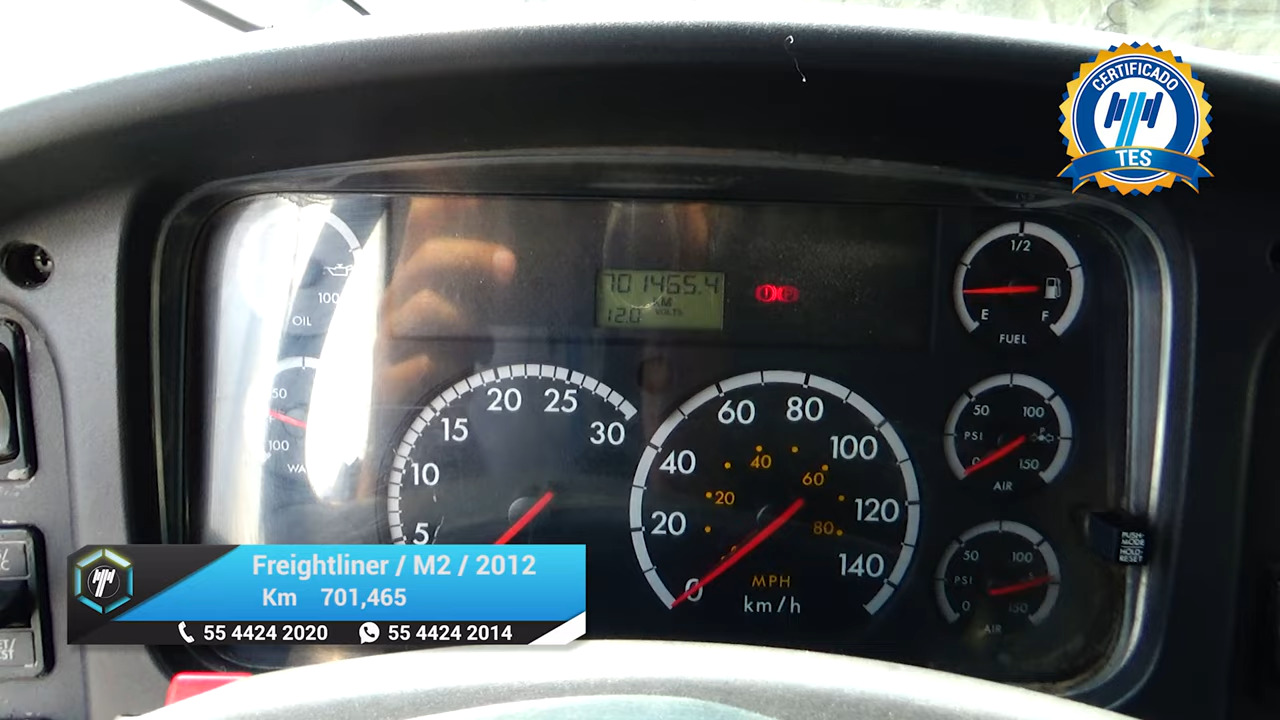 CERTIFICADO
TES
100
OIL
50
100
WA
701465.4
KM
12.0 VOLTS
1/2
E F
FUEL
5
10
15
20
25
30
0
20
40
60
80
100
120
140
20
40
60
80
MPH
km/h
50 100
PSI
0 150
AIR
50 100
PSI
0 150
AIR
PUSH-
MODE
HOLD-
RESET
Freightliner / M2 / 2012
Km 701,465
55 4424 2020 55 4424 2014